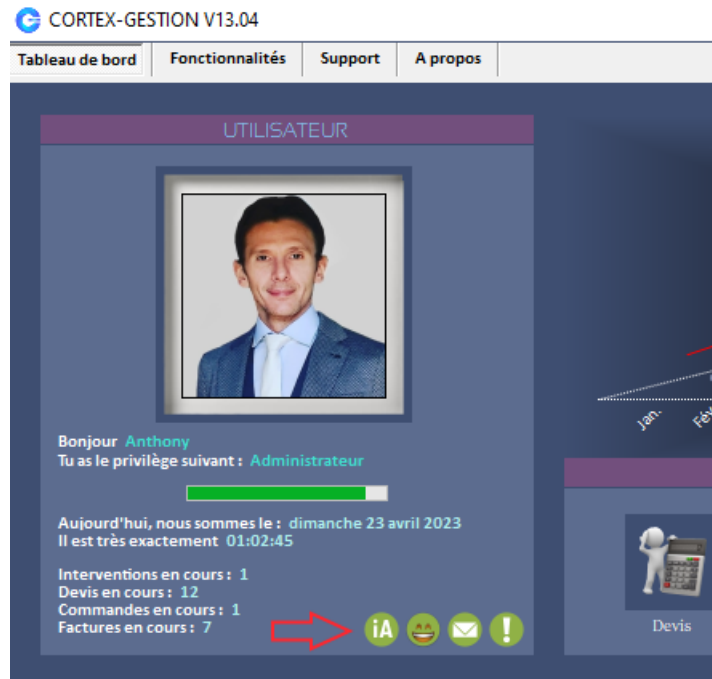 CORTEX-GESTION V13.04
Tableau de bord Fonctionnalités Support A propos
UTILISATEUR
Bonjour Anthony
Tu as le privilège suivant : Administrateur
Aujourd'hui, nous sommes le : dimanche 23 avril 2023
Il est très exactement 01:02:45
Interventions en cours : 1
Devis en cours : 12
Commandes en cours : 1
Factures en cours : 7
iA
!
Jan.
Fév
Devis